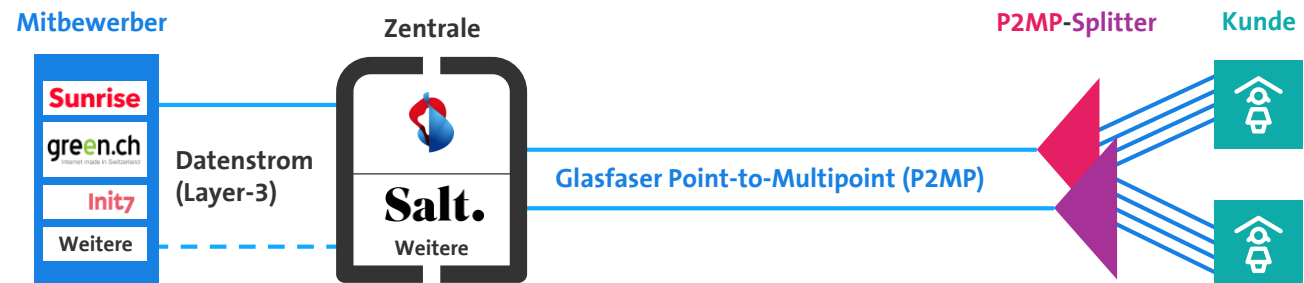 Mitbewerber
Zentrale
P2MP-Splitter
Kunde
Sunrise
green.ch
Internet made in Switzerland
Init7
Weitere
Datenstrom
(Layer-3)
Salt.
Weitere
Glasfaser Point-to-Multipoint (P2MP)